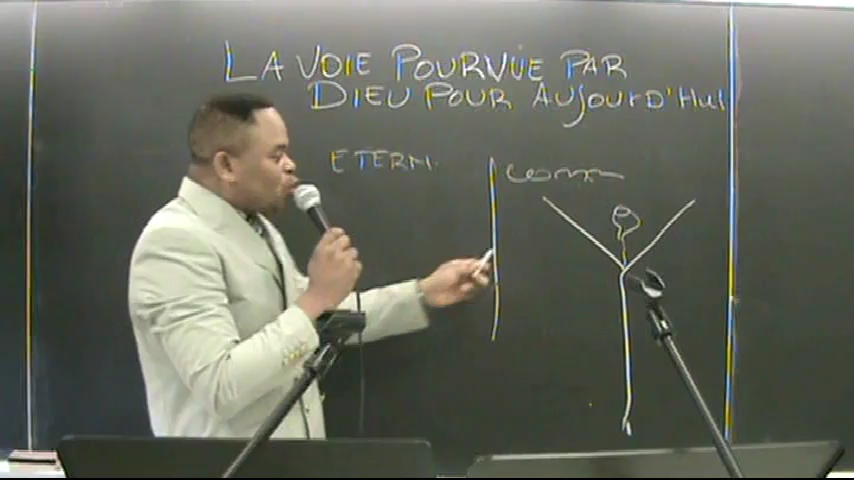 LA VOIE POURVUE PAR
DIEU POUR AUJOURD'HUI
ETERN.